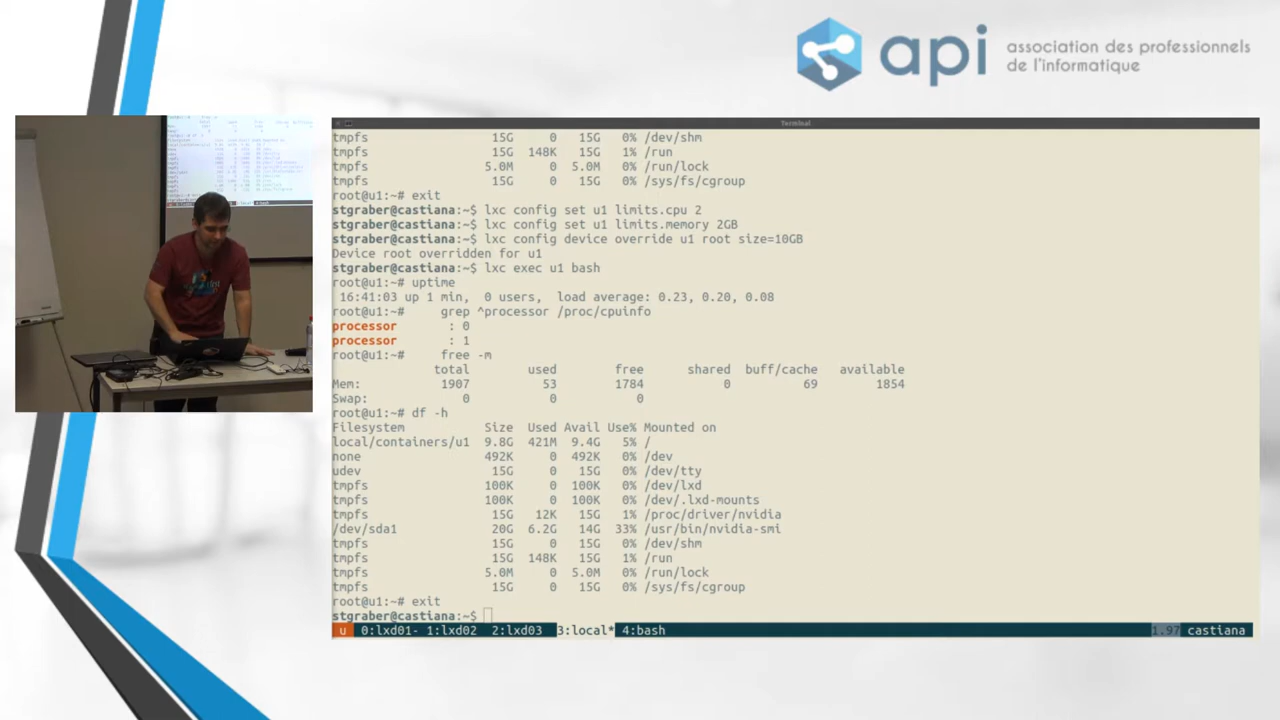 api
association des professionnels
de l'informatique
Terminal
tmpfs 15G 0 15G 0% /dev/shm
tmpfs 15G 148K 15G 1% /run
tmpfs 5.0M 0 5.0M 0% /run/lock
tmpfs 15G 0 15G 0% /sys/fs/cgroup
root@u1:~# exit
stgraber@castiana:~$ lxc config set u1 limits.cpu 2
stgraber@castiana:~$ lxc config set u1 limits.memory 2GB
stgraber@castiana:~$ lxc config device override u1 root size=10GB
Device root overridden for u1
stgraber@castiana:~$ lxc exec u1 bash
root@u1:~# uptime
16:41:03 up 1 min, 0 users, load average: 0.23, 0.20, 0.08
root@u1:~# grep ^processor /proc/cpuinfo
processor : 0
processor : 1
root@u1:~# free -m
total used free shared buff/cache available
Mem: 1907 53 1784 0 69 1854
Swap: 0 0 0
root@u1:~# df -h
Filesystem Size Used Avail Use% Mounted on
local/containers/u1 9.8G 421M 9.4G 5% /
none 492K 0 492K 0% /dev
udev 15G 0 15G 0% /dev/tty
tmpfs 100K 0 100K 0% /dev/lxd
tmpfs 100K 0 100K 0% /dev/.lxd-mounts
tmpfs 15G 12K 15G 1% /proc/driver/nvidia
/dev/sda1 20G 6.2G 14G 33% /usr/bin/nvidia-smi
tmpfs 15G 0 15G 0% /dev/shm
tmpfs 15G 148K 15G 1% /run
tmpfs 5.0M 0 5.0M 0% /run/lock
tmpfs 15G 0 15G 0% /sys/fs/cgroup
root@u1:~# exit
stgraber@castiana:~$
u 0:lxd01- 1:lxd02 2:lxd03 3:local* 4:bash 1.97 castiana